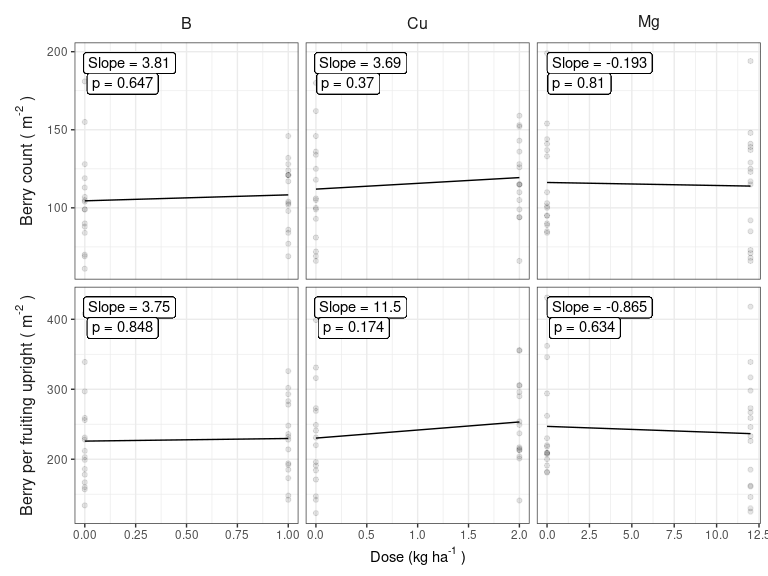 B Cu Mg
Berry count ( m-2 )
200
150
100
Slope = 3.81
p = 0.647
Slope = 3.69
p = 0.37
Slope = -0.193
p = 0.81
Berry per fruiting upright ( m-2 )
400
300
200
Slope = 3.75
p = 0.848
Slope = 11.5
p = 0.174
Slope = -0.865
p = 0.634
0.00 0.25 0.50 0.75 1.00 0.0 0.5 1.0 1.5 2.0 0.0 2.5 5.0 7.5 10.0 12.5
Dose (kg ha-1 )